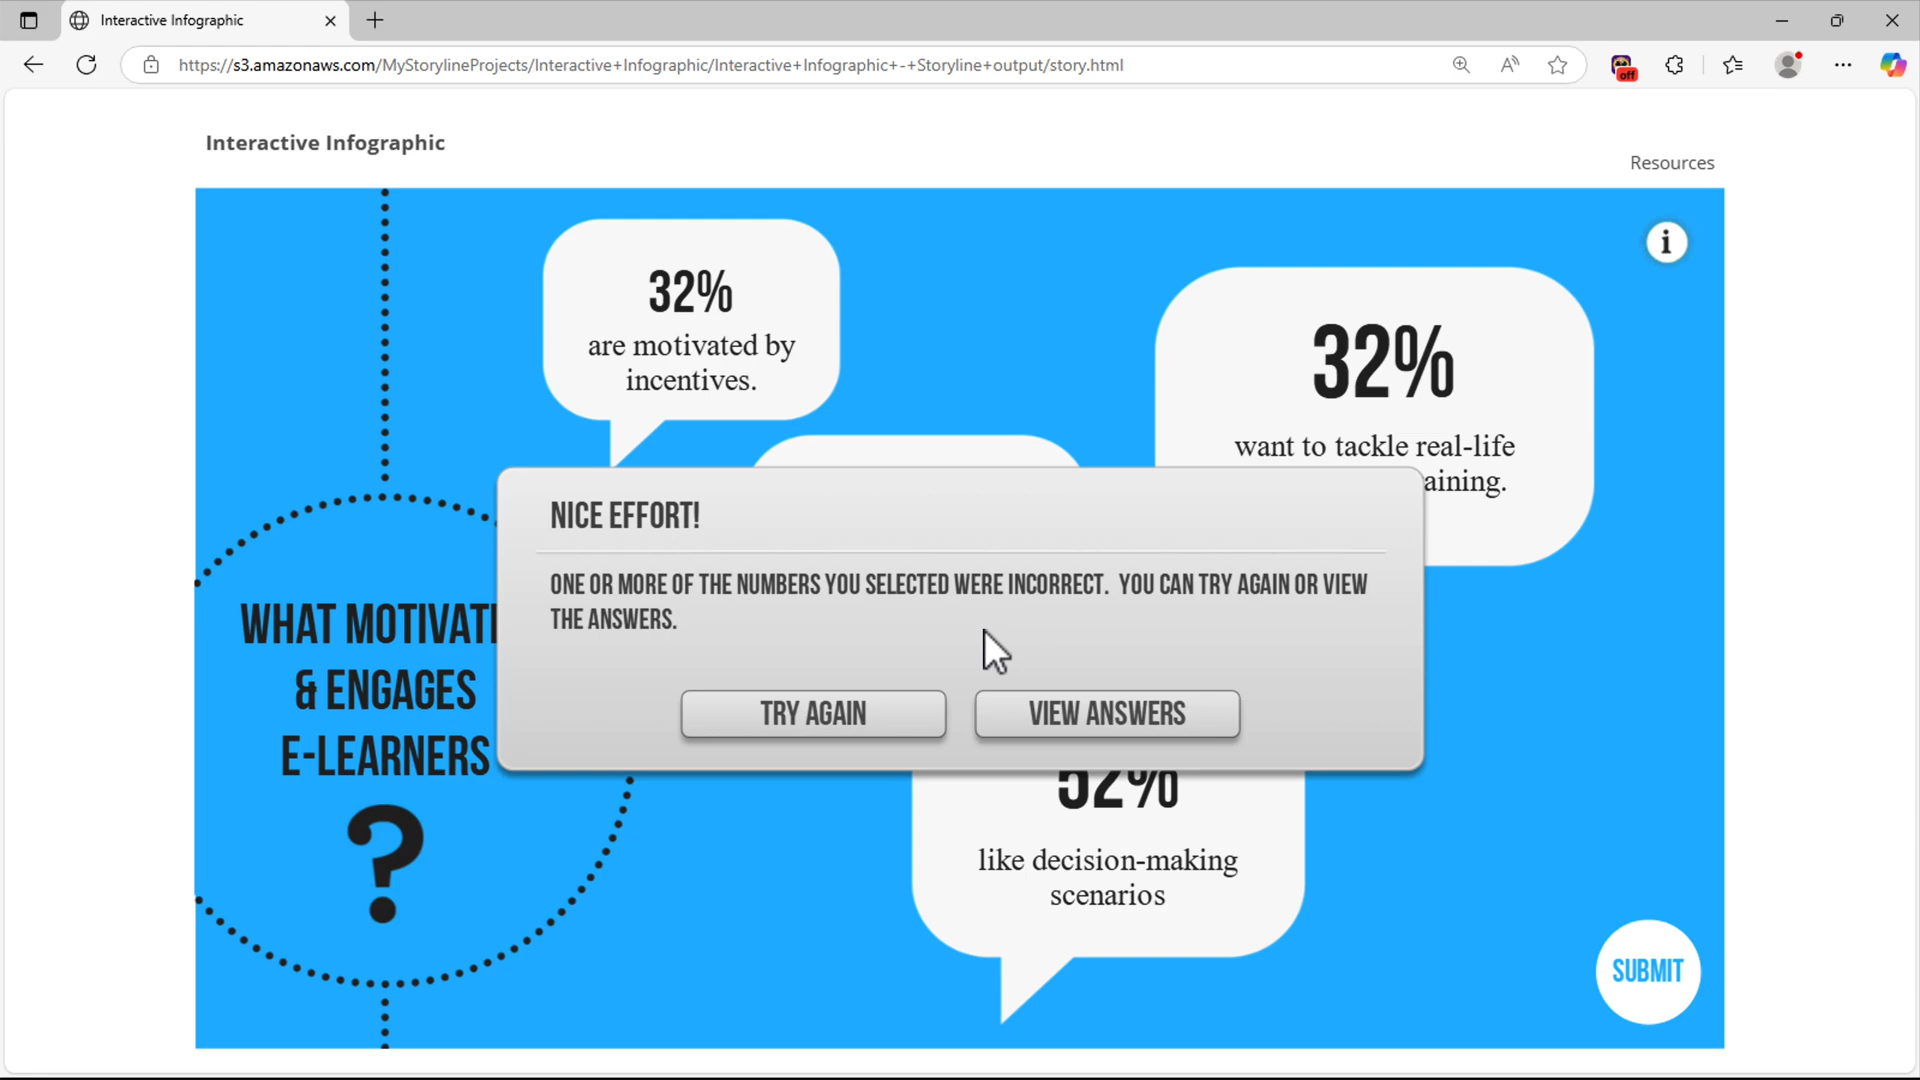 Interactive Infographic
https://s3.amazonaws.com/MyStorylineProjects/Interactive+Infographic/Interactive+Infographic+-+Storyline+output/story.html
off
Interactive Infographic
Resources
i
32%
are motivated by
incentives.
32%
want to tackle real-life
aining.
NICE EFFORT!
ONE OR MORE OF THE NUMBERS YOU SELECTED WERE INCORRECT. YOU CAN TRY AGAIN OR VIEW
THE ANSWERS.
TRY AGAIN
VIEW ANSWERS
WHAT MOTIVAT
& ENGAGES
E-LEARNERS
?
52%
like decision-making
scenarios
SUBMIT